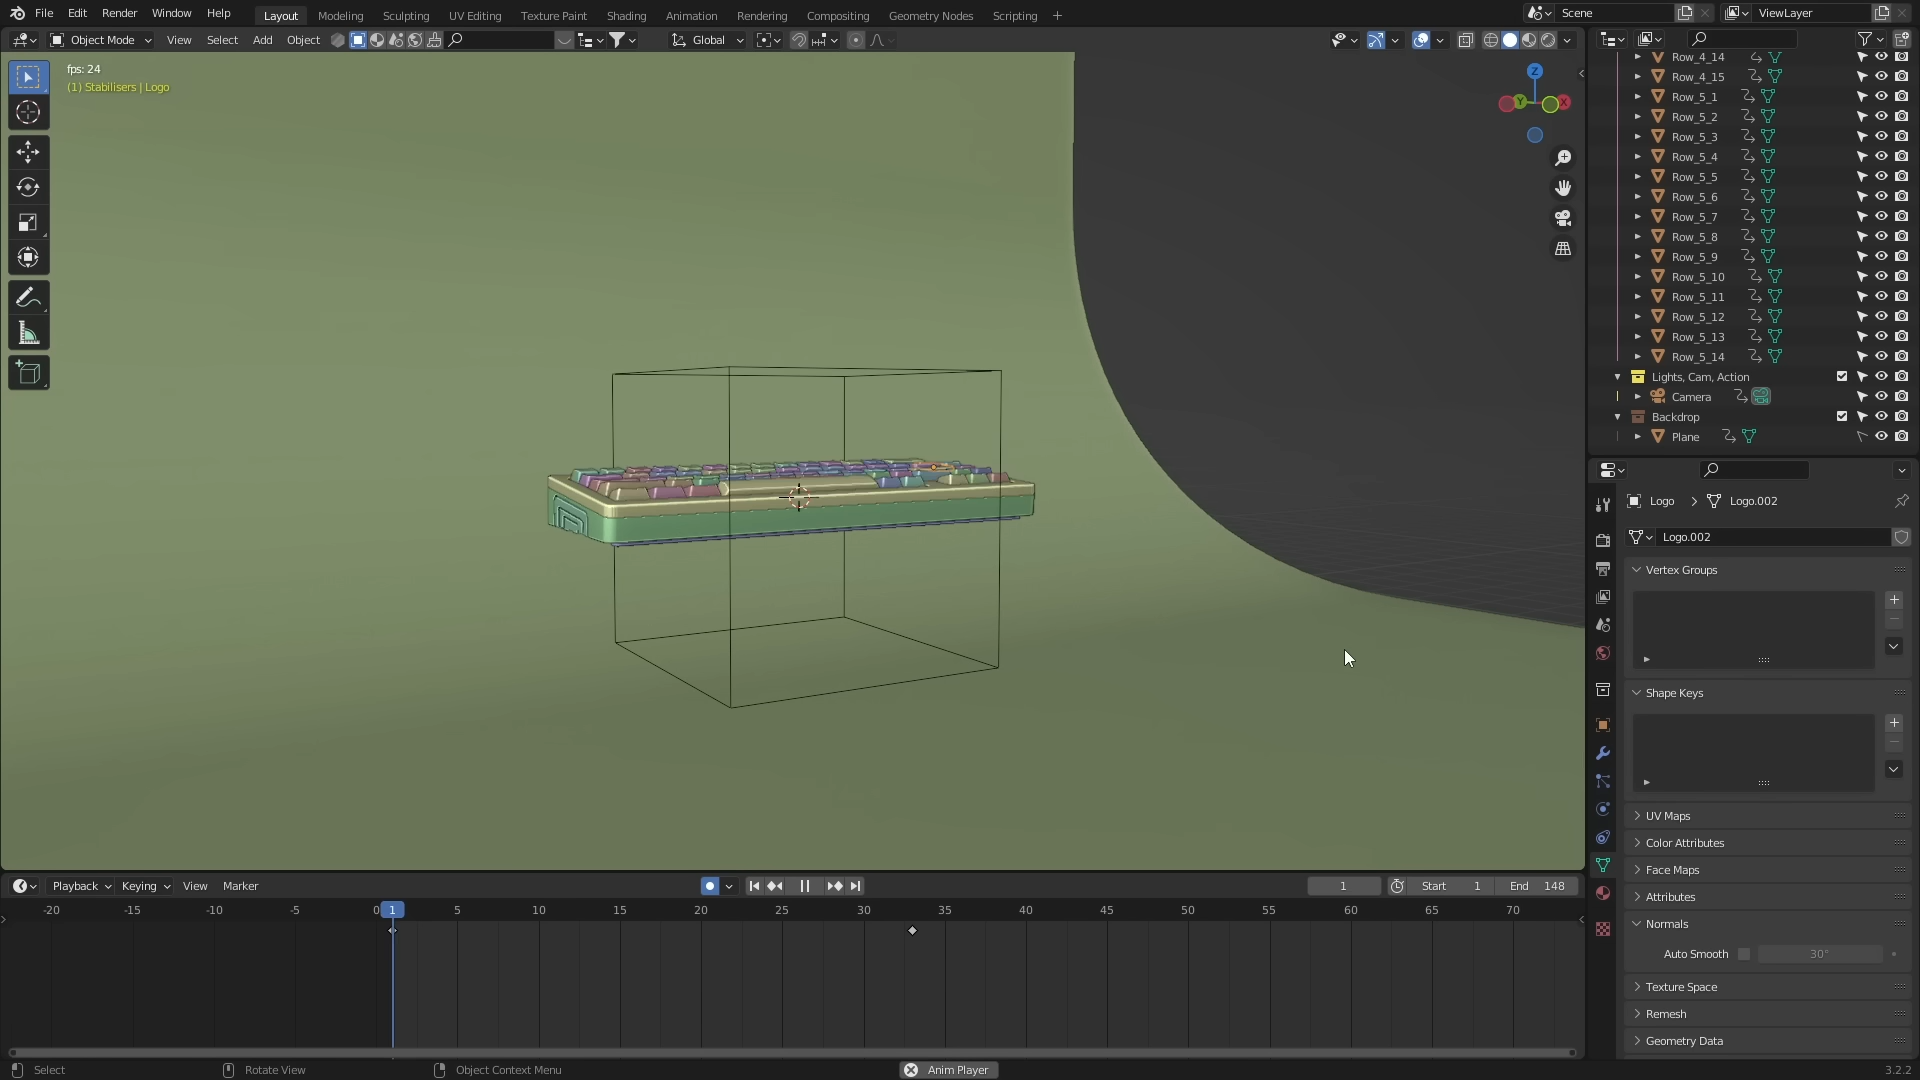 File Edit Render Window Help Layout Modeling Sculpting UV Editing Texture Paint Shading Animation Rendering Compositing Geometry Nodes Scripting + Scene ViewLayer
Object Mode View Select Add Object Global
fps: 24
(1) Stabilisers | Logo
Z
Y
X
Row_4_14
Row_4_15
Row_5_1
Row_5_2
Row_5_3
Row_5_4
Row_5_5
Row_5_6
Row_5_7
Row_5_8
Row_5_9
Row_5_10
Row_5_11
Row_5_12
Row_5_13
Row_5_14
Lights, Cam, Action
Camera
Backdrop
Plane
Logo Logo.002
Logo.002
Vertex Groups
Shape Keys
UV Maps
Color Attributes
Face Maps
Attributes
Normals
Auto Smooth 30°
Texture Space
Remesh
Geometry Data
Playback Keying View Marker 1 Start 1 End 148
-20 -15 -10 -5 0 1 5 10 15 20 25 30 35 40 45 50 55 60 65 70
Select Rotate View Object Context Menu Anim Player 3.2.2